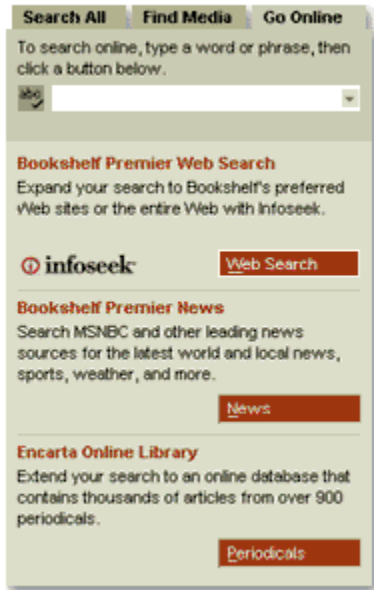 Search All Find Media Go Online
To search online, type a word or phrase, then
click a button below.
abc
Bookshelf Premier Web Search
Expand your search to Bookshelf's preferred
Web sites or the entire Web with Infoseek.
infoseek Web Search
Bookshelf Premier News
Search MSNBC and other leading news
sources for the latest world and local news,
sports, weather, and more.
News
Encarta Online Library
Extend your search to an online database that
contains thousands of articles from over 900
periodicals.
Periodicals